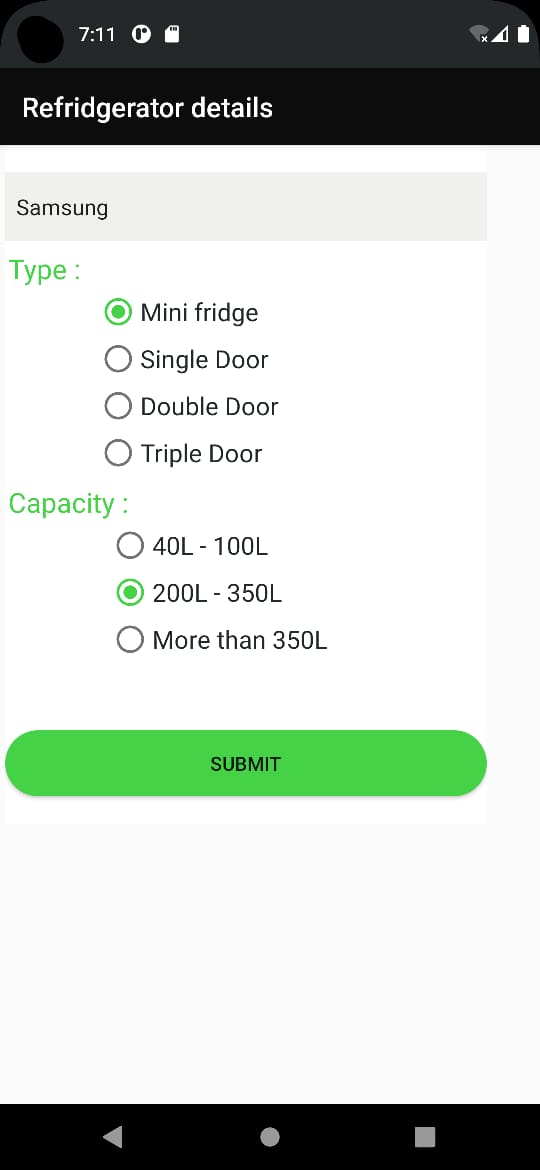 7:11
Refridgerator details
Samsung
Type :
Mini fridge
Single Door
Double Door
Triple Door
Capacity :
40L - 100L
200L - 350L
More than 350L
SUBMIT